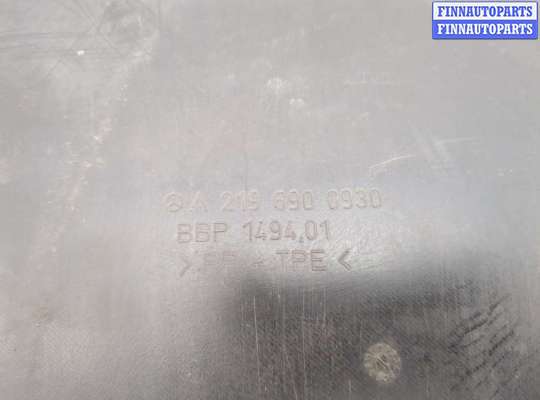 FINNAUTOPARTS
FINNAUTOPARTS
A 219 690 0930
BBP 1494.01
> PP - TPE <